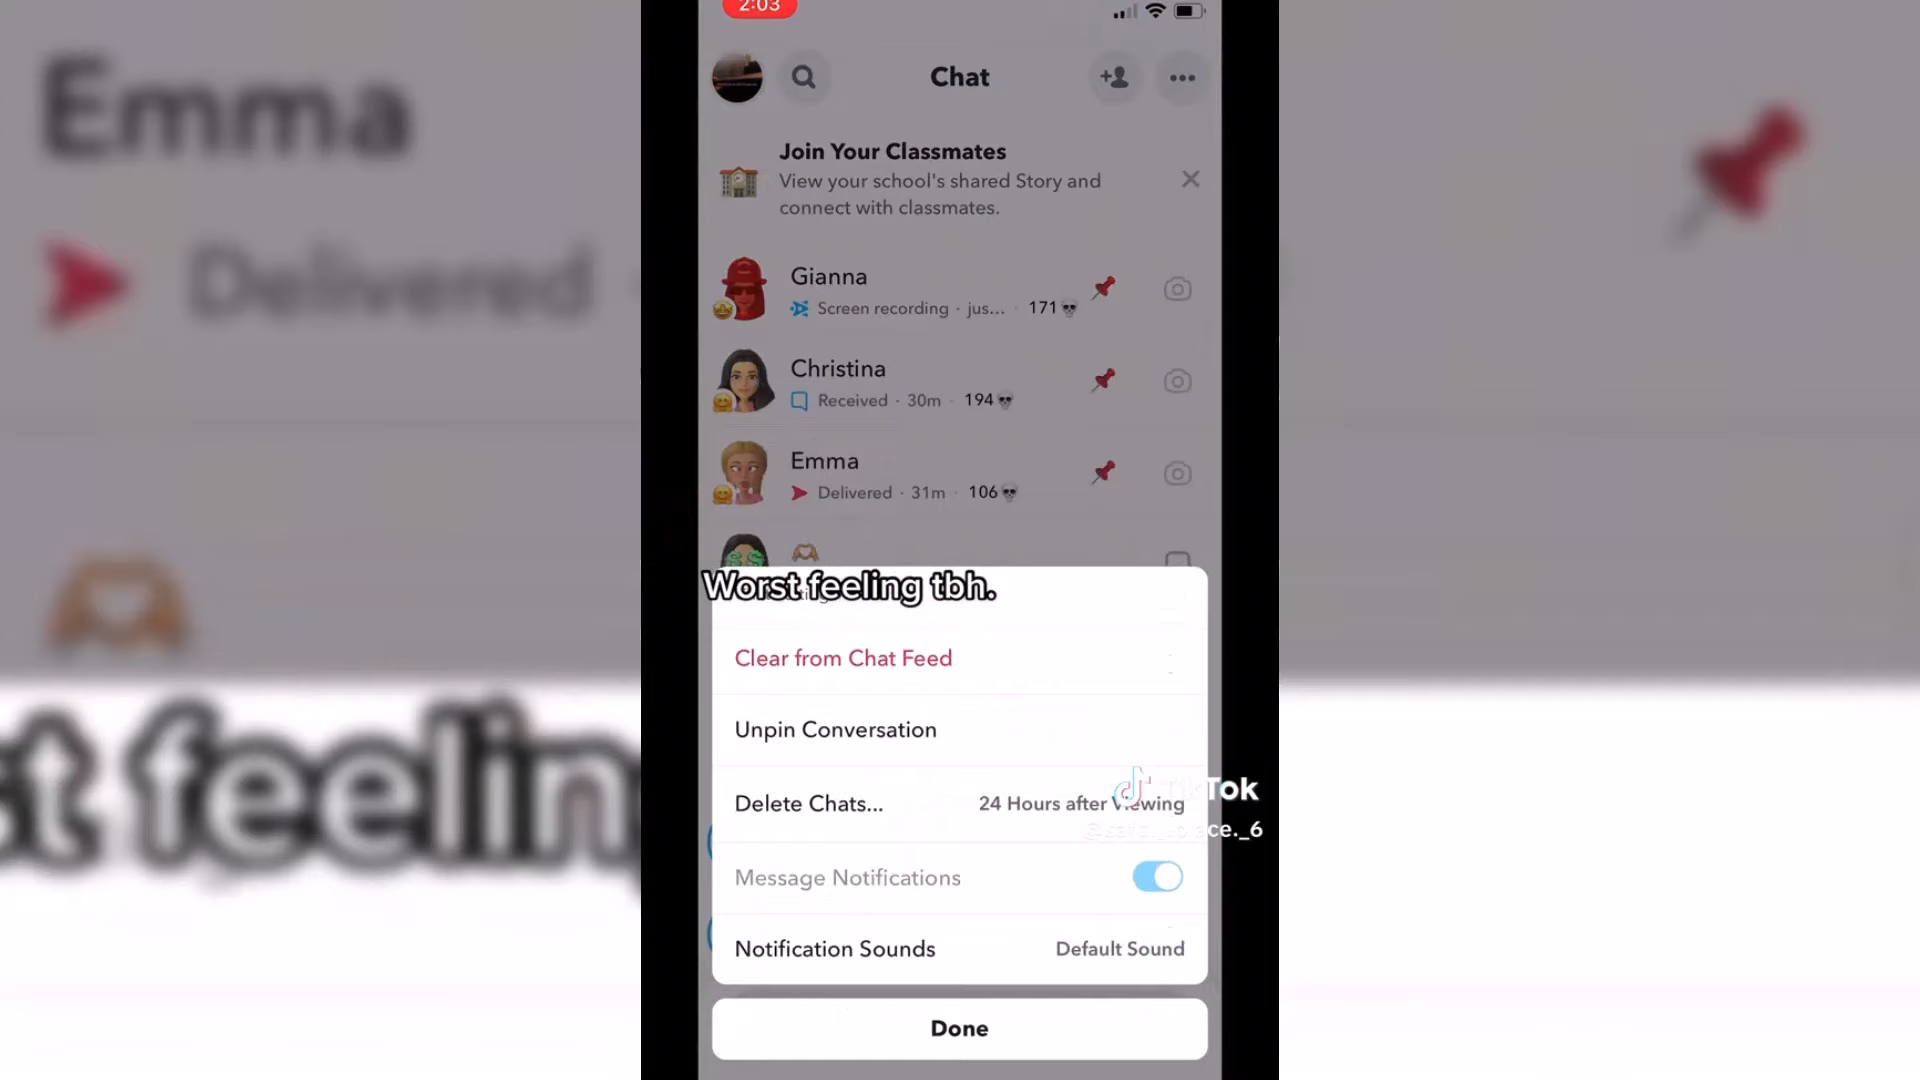 2:03
Chat
Join Your Classmates
View your school's shared Story and
connect with classmates.
Gianna
Screen recording · jus... · 171💀
Christina
Received · 30m · 194💀
Emma
Delivered · 31m · 106💀
🫶🏼
Worst feeling tbh.
Clear from Chat Feed
Unpin Conversation
Delete Chats... 24 Hours after Viewing
TikTok
Message Notifications
Notification Sounds Default Sound
Done
Emma
Delivered
feeling